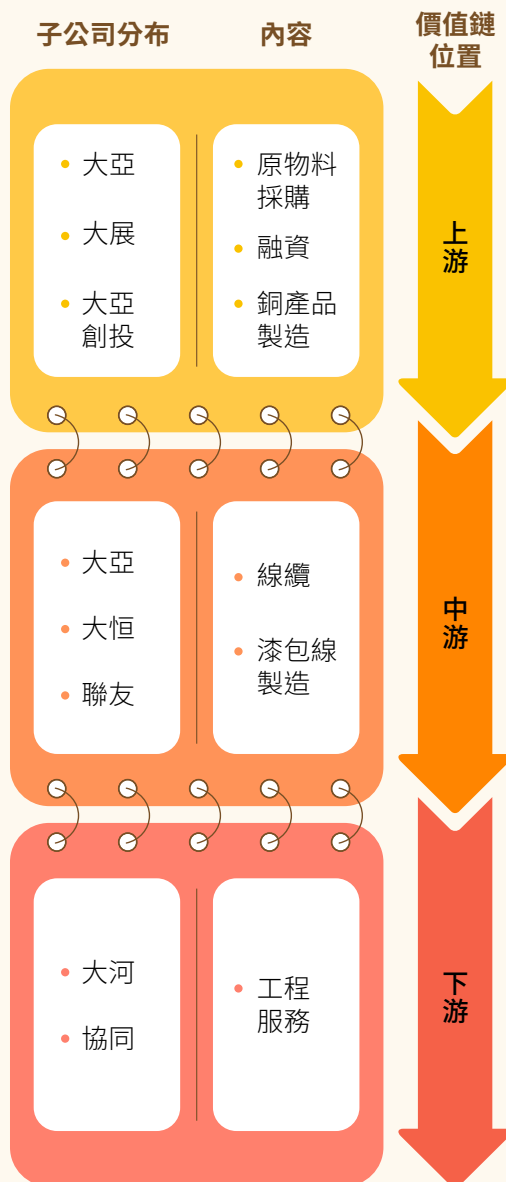 子公司分布
內容
價值鏈
位置
大亞
大展
大亞
創投
原物料
採購
融資
銅產品
製造
上游
大亞
大恒
聯友
線纜
漆包線
製造
中游
大河
協同
工程
服務
下游